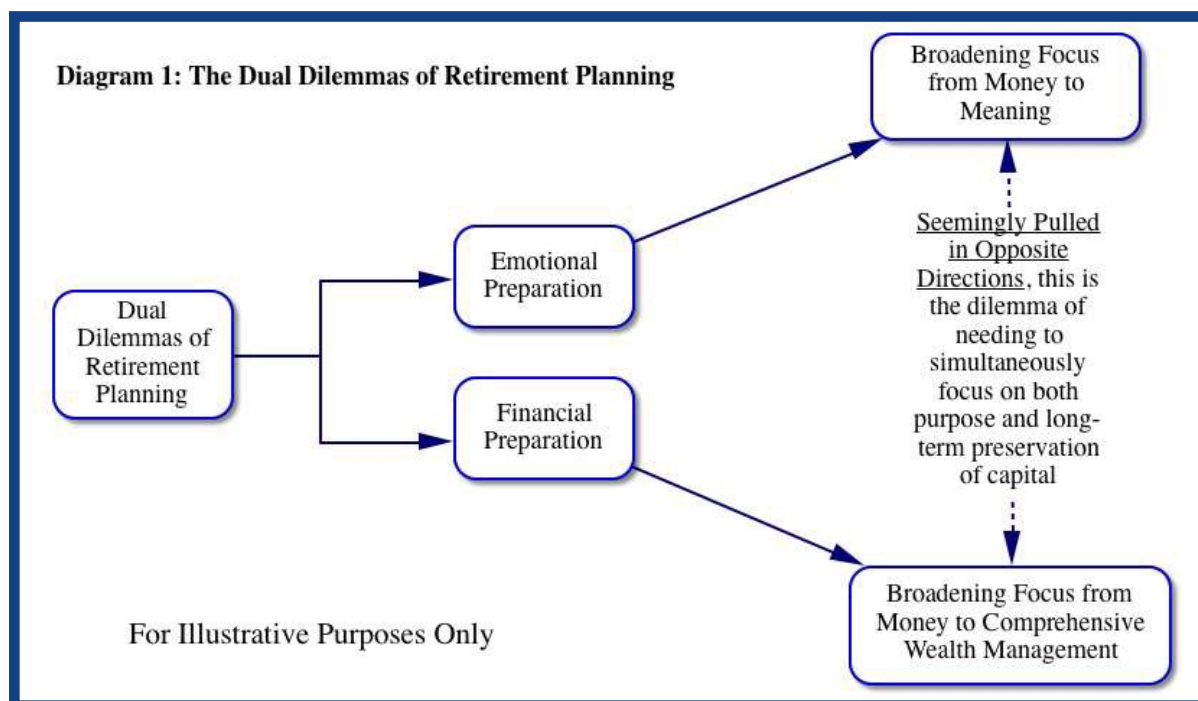 Diagram 1: The Dual Dilemmas of Retirement Planning
Broadening Focus
from Money to
Meaning
Emotional
Preparation
Seemingly Pulled
in Opposite
Directions, this is
the dilemma of
needing to
simultaneously
focus on both
purpose and long-
term preservation
of capital
Dual
Dilemmas of
Retirement
Planning
Financial
Preparation
Broadening Focus from
Money to Comprehensive
Wealth Management
For Illustrative Purposes Only